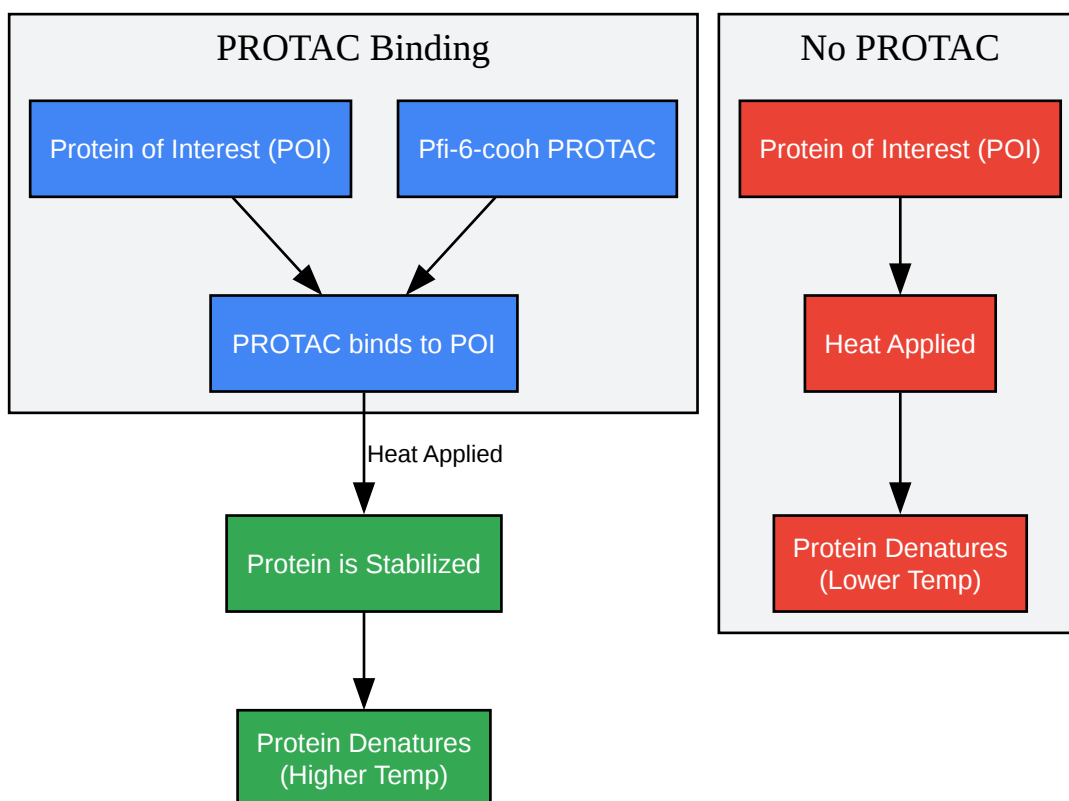 PROTAC Binding
Protein of Interest (POI)
Pfi-6-cooh PROTAC
PROTAC binds to POI
Heat Applied
Protein is Stabilized
Protein Denatures
(Higher Temp)
No PROTAC
Protein of Interest (POI)
Heat Applied
Protein Denatures
(Lower Temp)